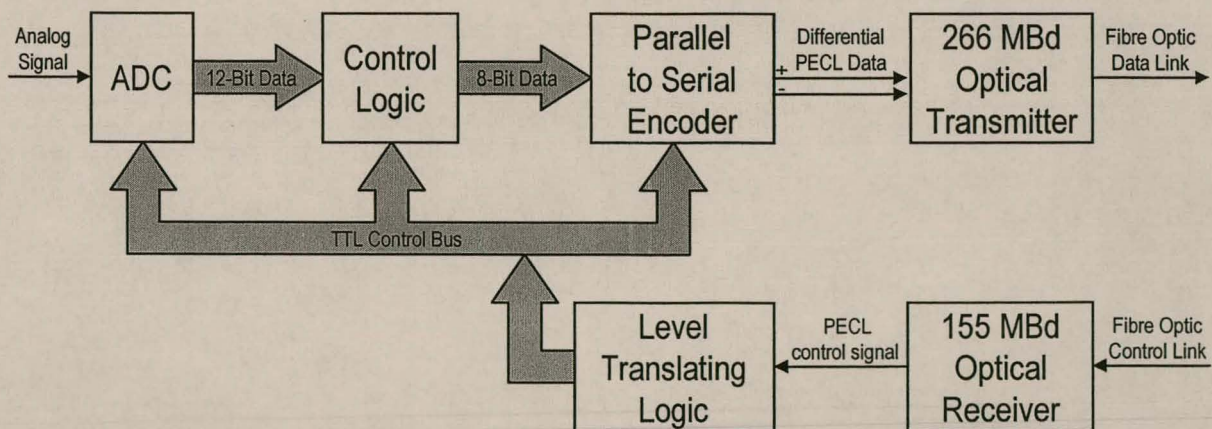 Analog
Signal
ADC
12-Bit Data
Control
Logic
8-Bit Data
Parallel
to Serial
Encoder
Differential
PECL Data
+
-
266 MBd
Optical
Transmitter
Fibre Optic
Data Link
TTL Control Bus
Level
Translating
Logic
PECL
control signal
155 MBd
Optical
Receiver
Fibre Optic
Control Link